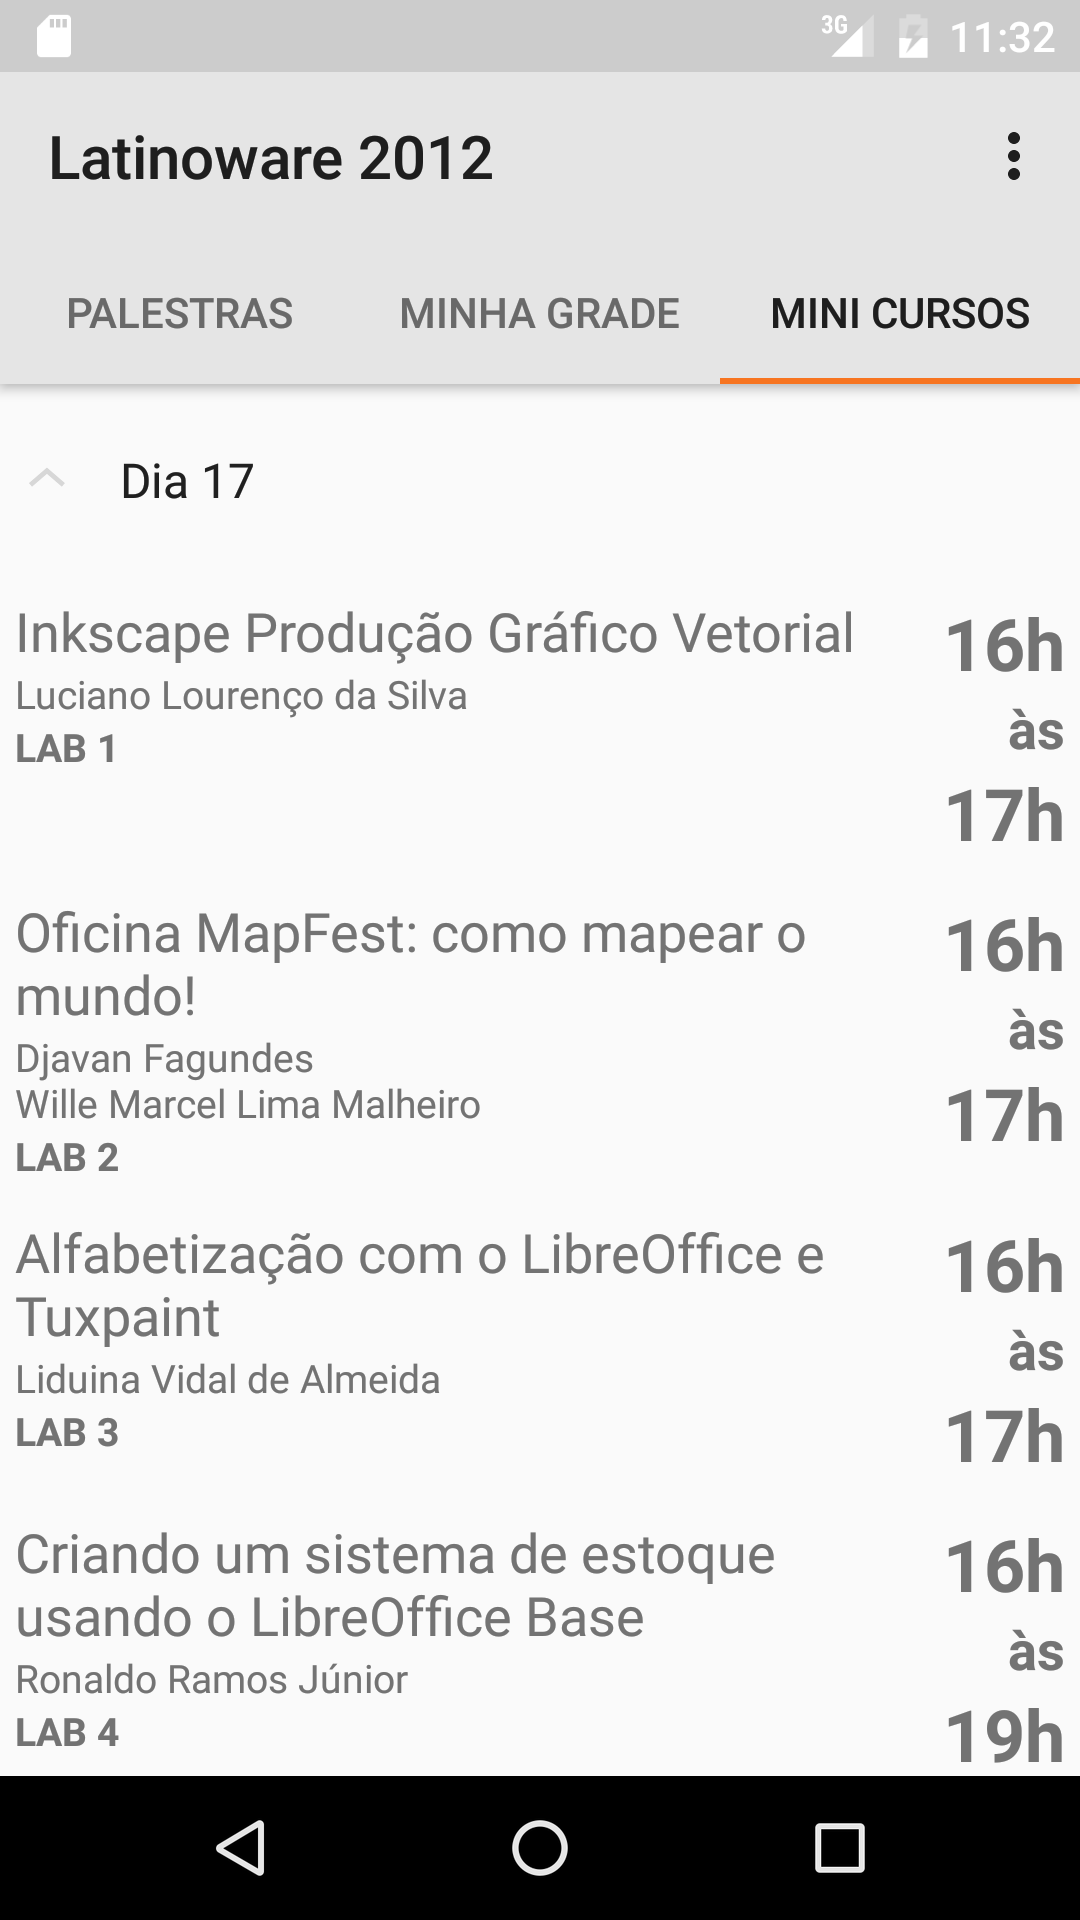 3G 11:32
Latinoware 2012
PALESTRAS MINHA GRADE MINI CURSOS
Dia 17
Inkscape Produção Gráfico Vetorial
Luciano Lourenço da Silva
LAB 1
16h
às
17h
Oficina MapFest: como mapear o
mundo!
Djavan Fagundes
Wille Marcel Lima Malheiro
LAB 2
16h
às
17h
Alfabetização com o LibreOffice e
Tuxpaint
Liduina Vidal de Almeida
LAB 3
16h
às
17h
Criando um sistema de estoque
usando o LibreOffice Base
Ronaldo Ramos Júnior
LAB 4
16h
às
19h